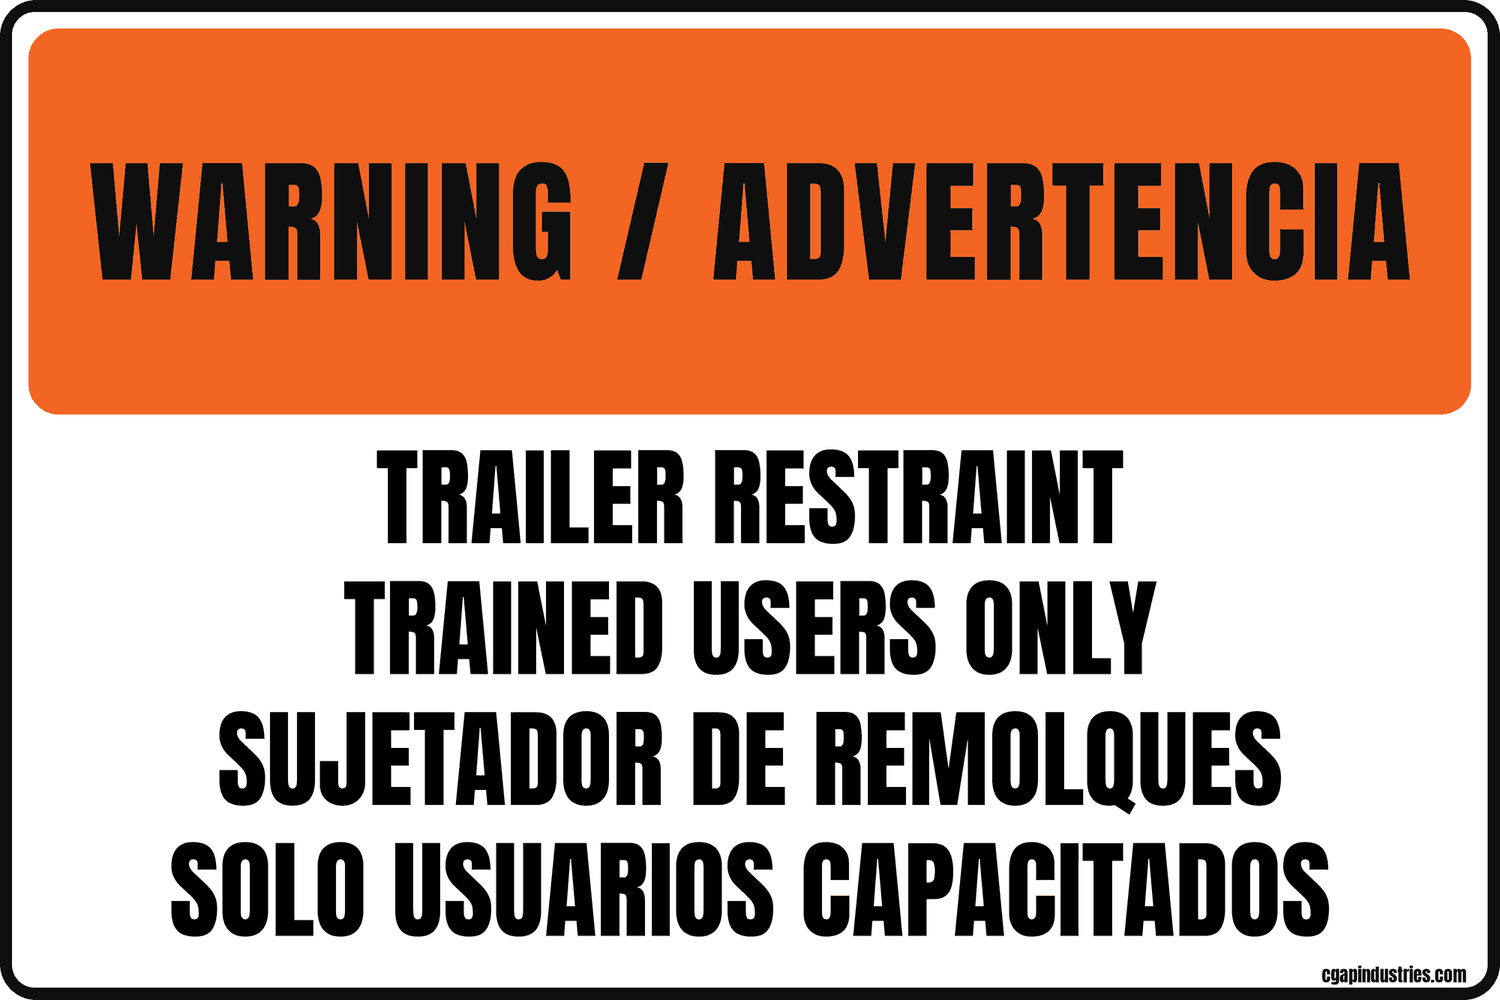 WARNING / ADVERTENCIA
TRAILER RESTRAINT
TRAINED USERS ONLY
SUJETADOR DE REMOLQUES
SOLO USUARIOS CAPACITADOS
cgapindustries.com